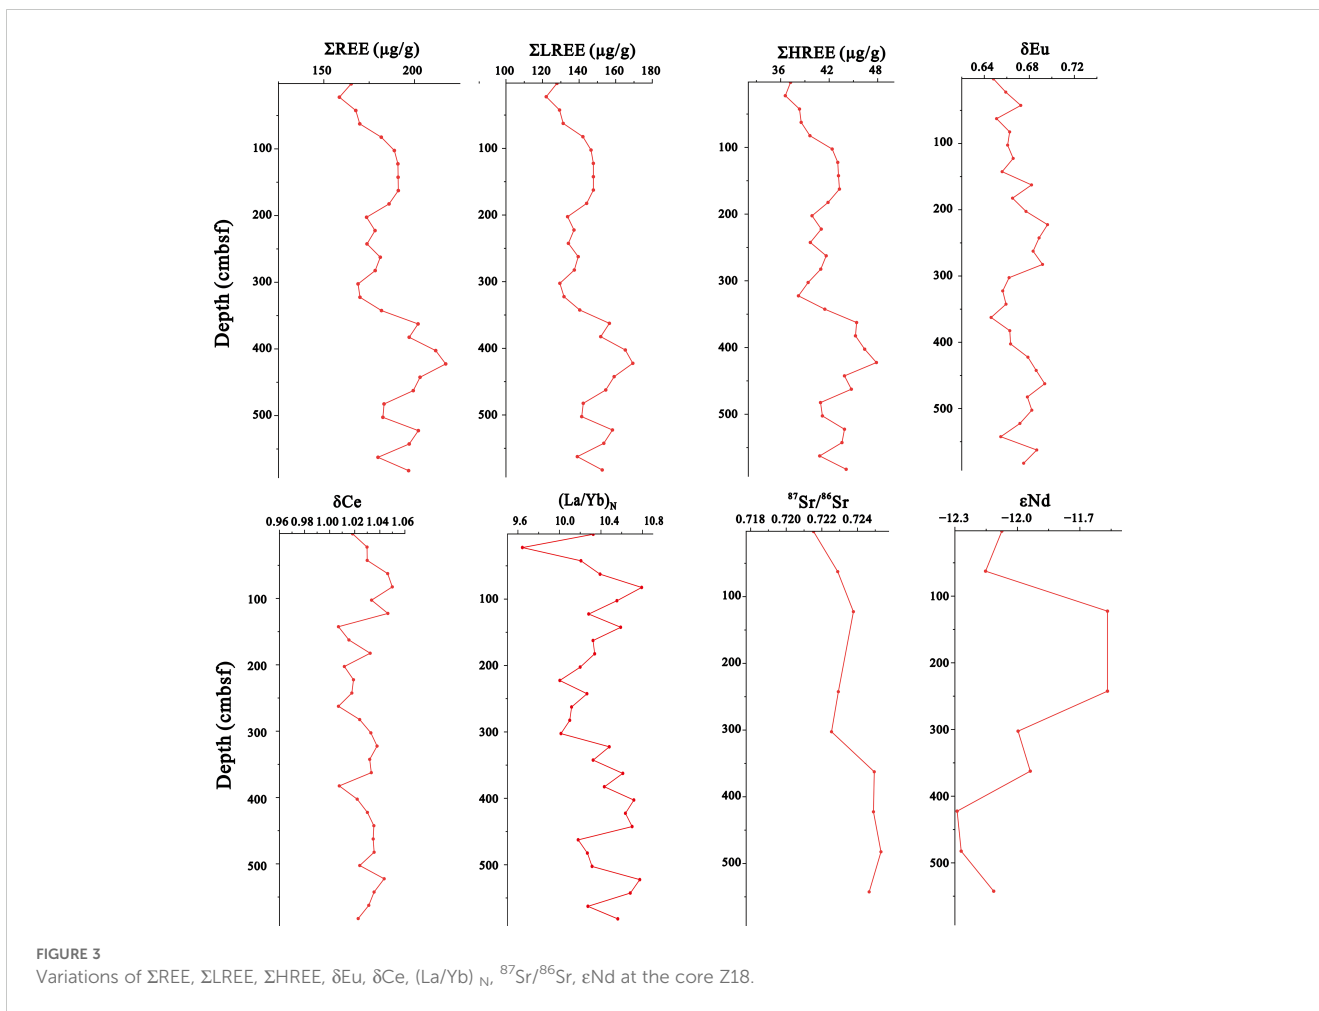 ΣREE (μg/g)
150 200
ΣLREE (μg/g)
100 120 140 160 180
ΣHREE (μg/g)
36 42 48
δEu
0.64 0.68 0.72
Depth (cmbsf)
100
200
300
400
500
100
200
300
400
500
100
200
300
400
500
100
200
300
400
500
δCe
0.96 0.98 1.00 1.02 1.04 1.06
(La/Yb)N
9.6 10.0 10.4 10.8
87Sr/86Sr
0.718 0.720 0.722 0.724
εNd
−12.3 −12.0 −11.7
Depth (cmbsf)
100
200
300
400
500
100
200
300
400
500
100
200
300
400
500
100
200
300
400
500
FIGURE 3
Variations of ΣREE, ΣLREE, ΣHREE, δEu, δCe, (La/Yb) N, 87Sr/86Sr, εNd at the core Z18.